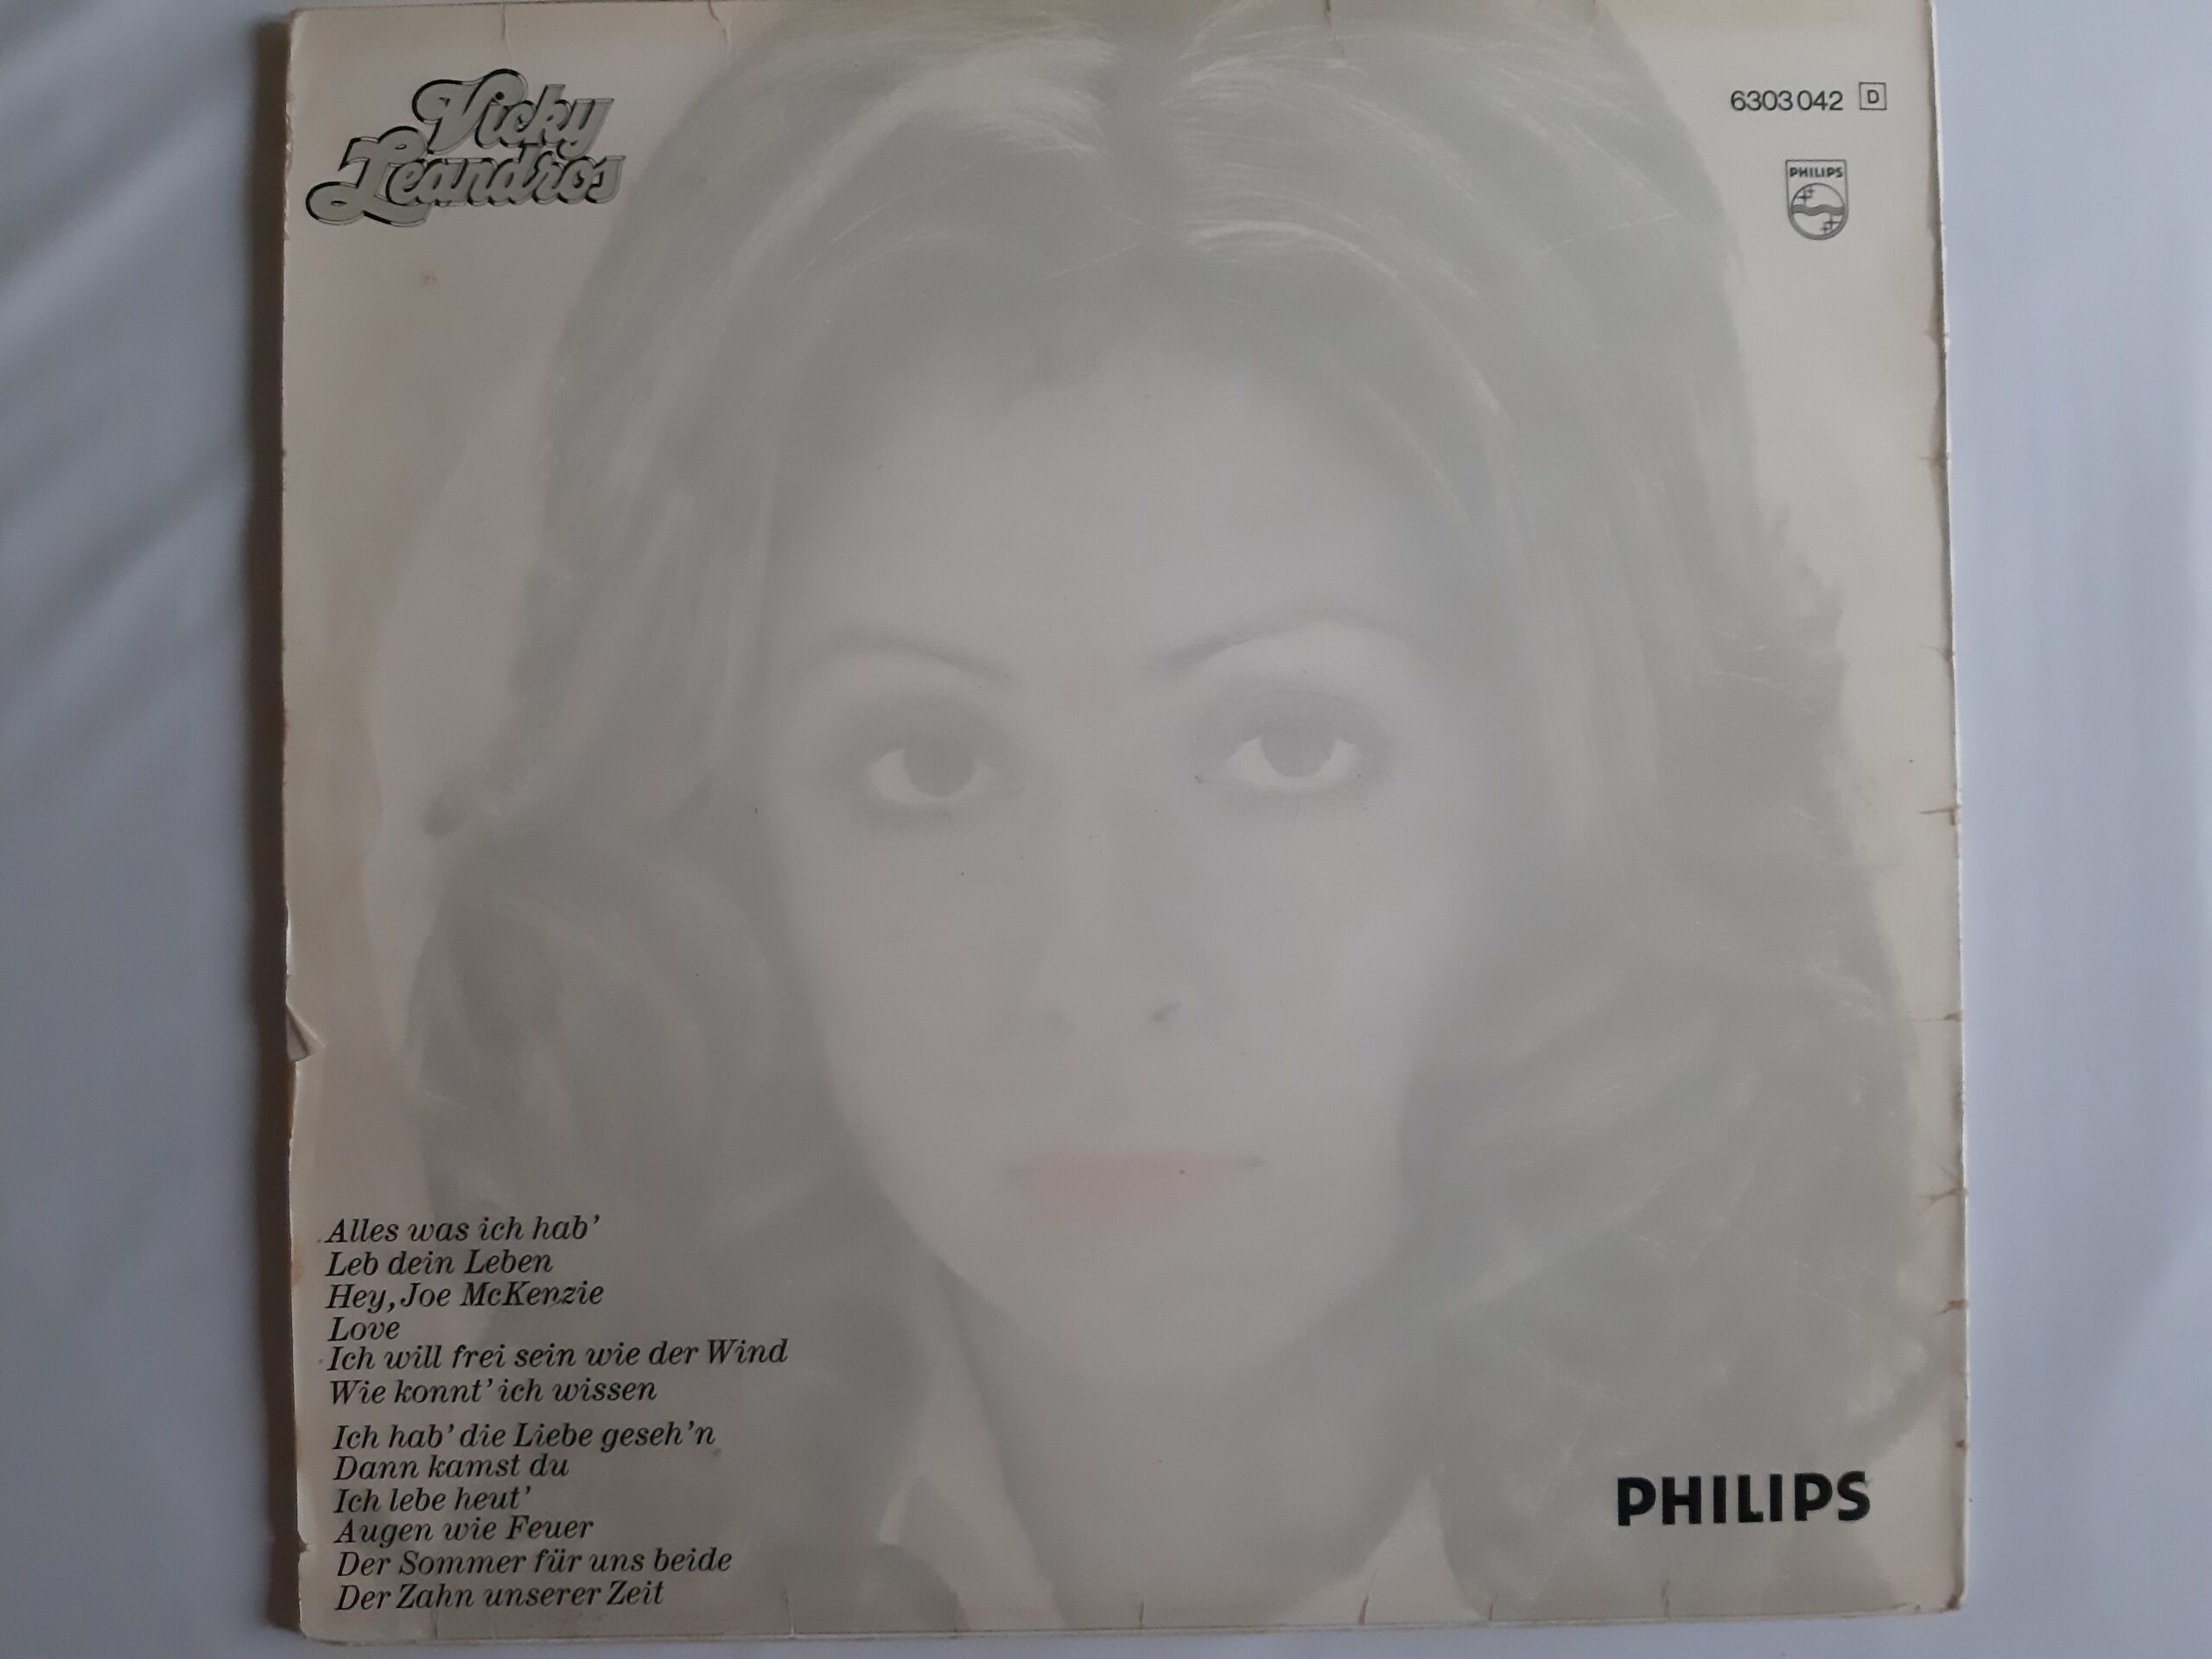 Vicky
Leandros
6303042 D
PHILIPS
Alles was ich hab'
Leb dein Leben
Hey, Joe McKenzie
Love
Ich will frei sein wie der Wind
Wie konnt' ich wissen
Ich hab' die Liebe geseh'n
Dann kamst du
Ich lebe heut'
Augen wie Feuer
Der Sommer für uns beide
Der Zahn unserer Zeit
PHILIPS